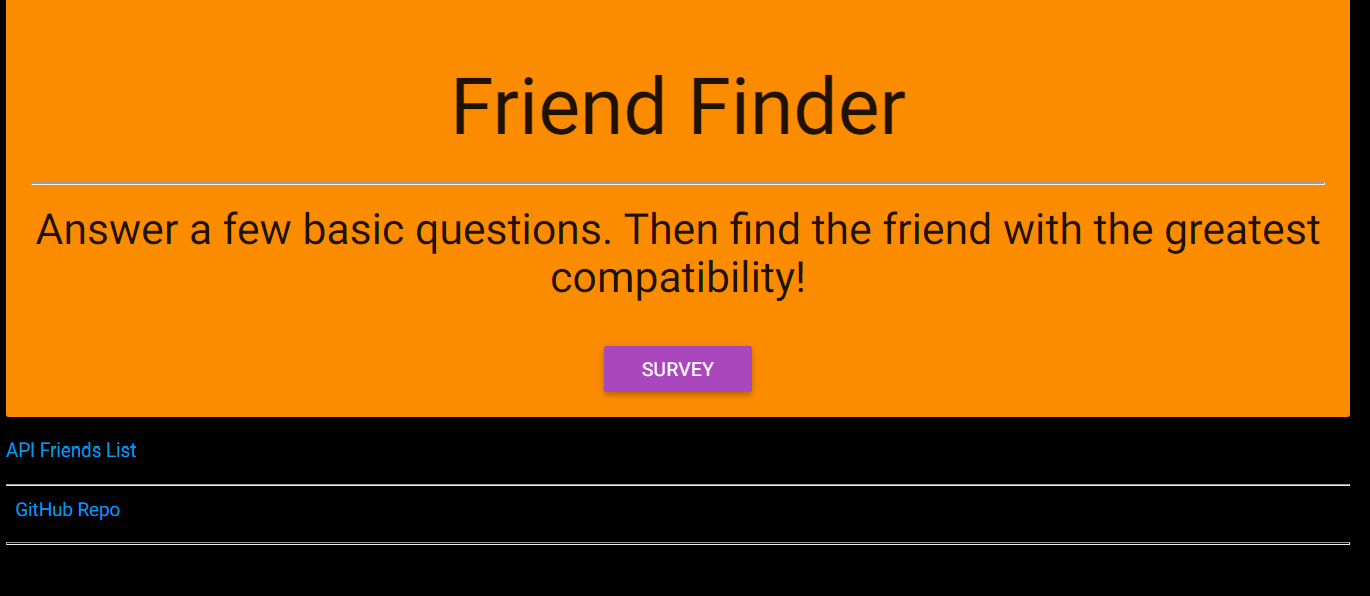 Friend Finder
Answer a few basic questions. Then find the friend with the greatest
compatibility!
SURVEY
API Friends List
GitHub Repo